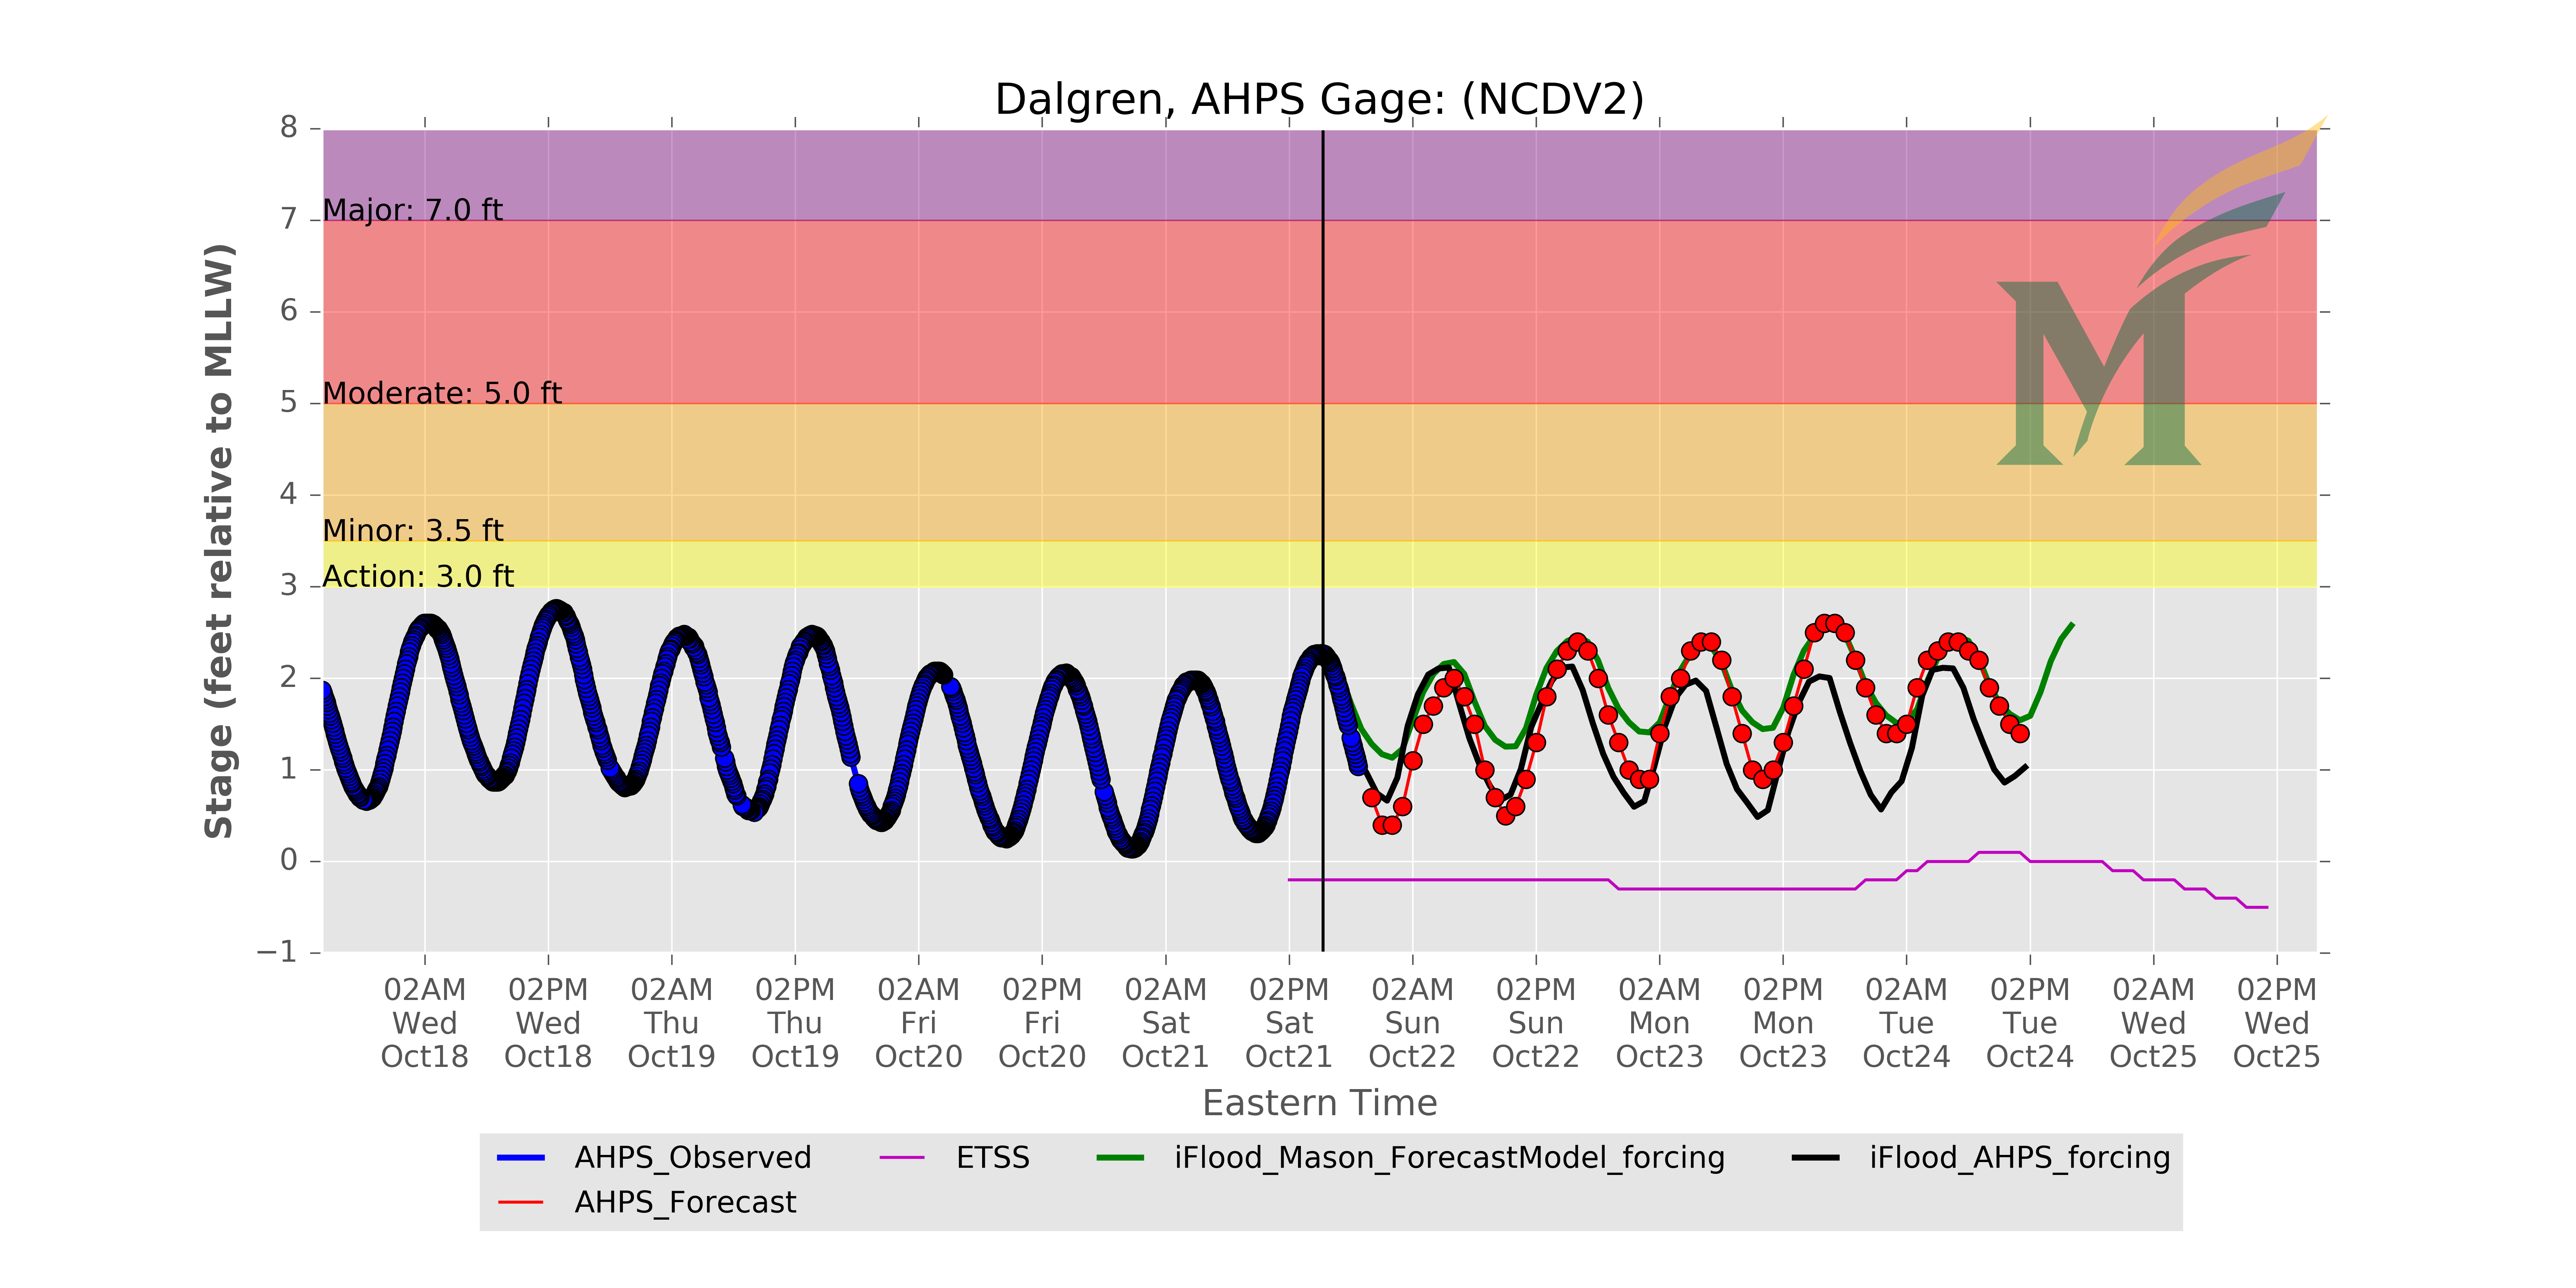 Dalgren, AHPS Gage: (NCDV2)
Stage (feet relative to MLLW)
8
7
6
5
4
3
2
1
0
−1
Major: 7.0 ft
Moderate: 5.0 ft
Minor: 3.5 ft
Action: 3.0 ft
M
02AM 02PM 02AM 02PM 02AM 02PM 02AM 02PM 02AM 02PM 02AM 02PM 02AM 02PM 02AM 02PM
Wed Wed Thu Thu Fri Fri Sat Sat Sun Sun Mon Mon Tue Tue Wed Wed
Oct18 Oct18 Oct19 Oct19 Oct20 Oct20 Oct21 Oct21 Oct22 Oct22 Oct23 Oct23 Oct24 Oct24 Oct25 Oct25
Eastern Time
AHPS_Observed ETSS iFlood_Mason_ForecastModel_forcing iFlood_AHPS_forcing
AHPS_Forecast